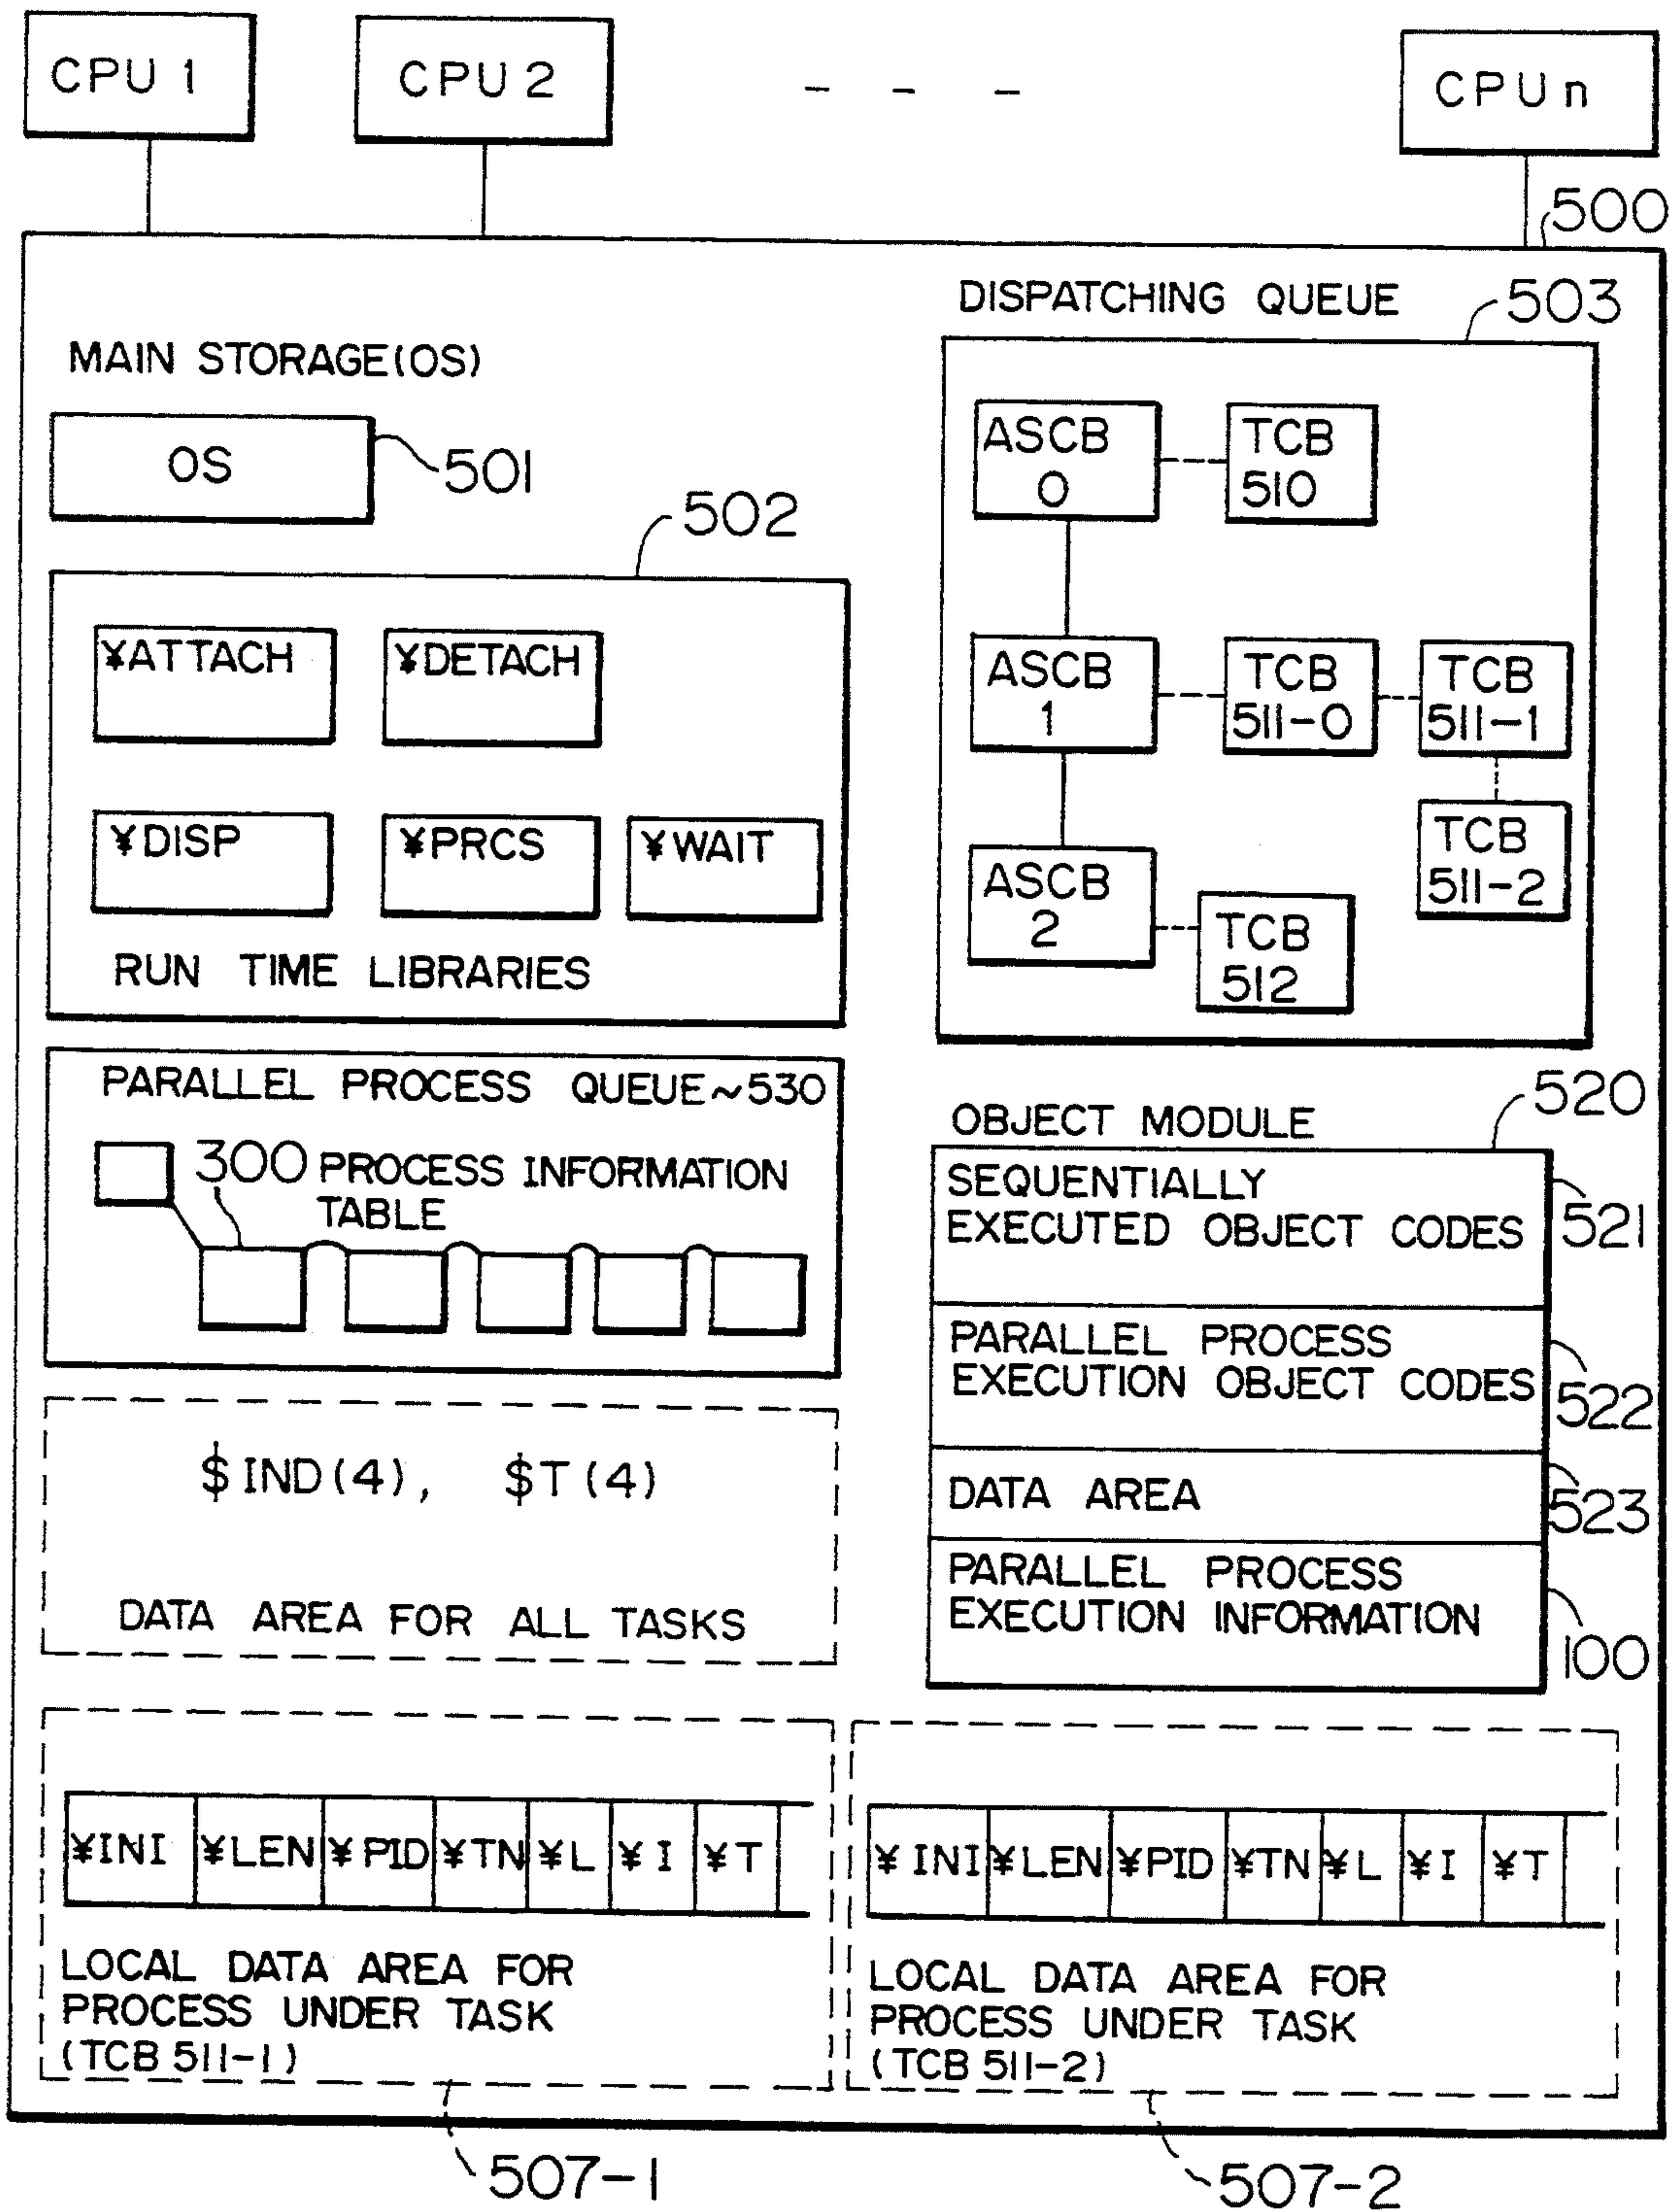 CPU 1
CPU 2
- - -
CPU n
500
DISPATCHING QUEUE
503
MAIN STORAGE(OS)
OS
501
502
¥ATTACH
¥DETACH
¥DISP
¥PRCS
¥WAIT
RUN TIME LIBRARIES
ASCB
0
TCB
510
ASCB
1
TCB
511-0
TCB
511-1
TCB
511-2
ASCB
2
TCB
512
PARALLEL PROCESS QUEUE~530
300 PROCESS INFORMATION
TABLE
$IND(4), $T(4)
DATA AREA FOR ALL TASKS
OBJECT MODULE
520
SEQUENTIALLY
EXECUTED OBJECT CODES
521
PARALLEL PROCESS
EXECUTION OBJECT CODES
522
DATA AREA
523
PARALLEL PROCESS
EXECUTION INFORMATION
100
¥INI ¥LEN ¥PID ¥TN ¥L ¥I ¥T
LOCAL DATA AREA FOR
PROCESS UNDER TASK
(TCB 511-1)
507-1
¥INI ¥LEN ¥PID ¥TN ¥L ¥I ¥T
LOCAL DATA AREA FOR
PROCESS UNDER TASK
(TCB 511-2)
507-2